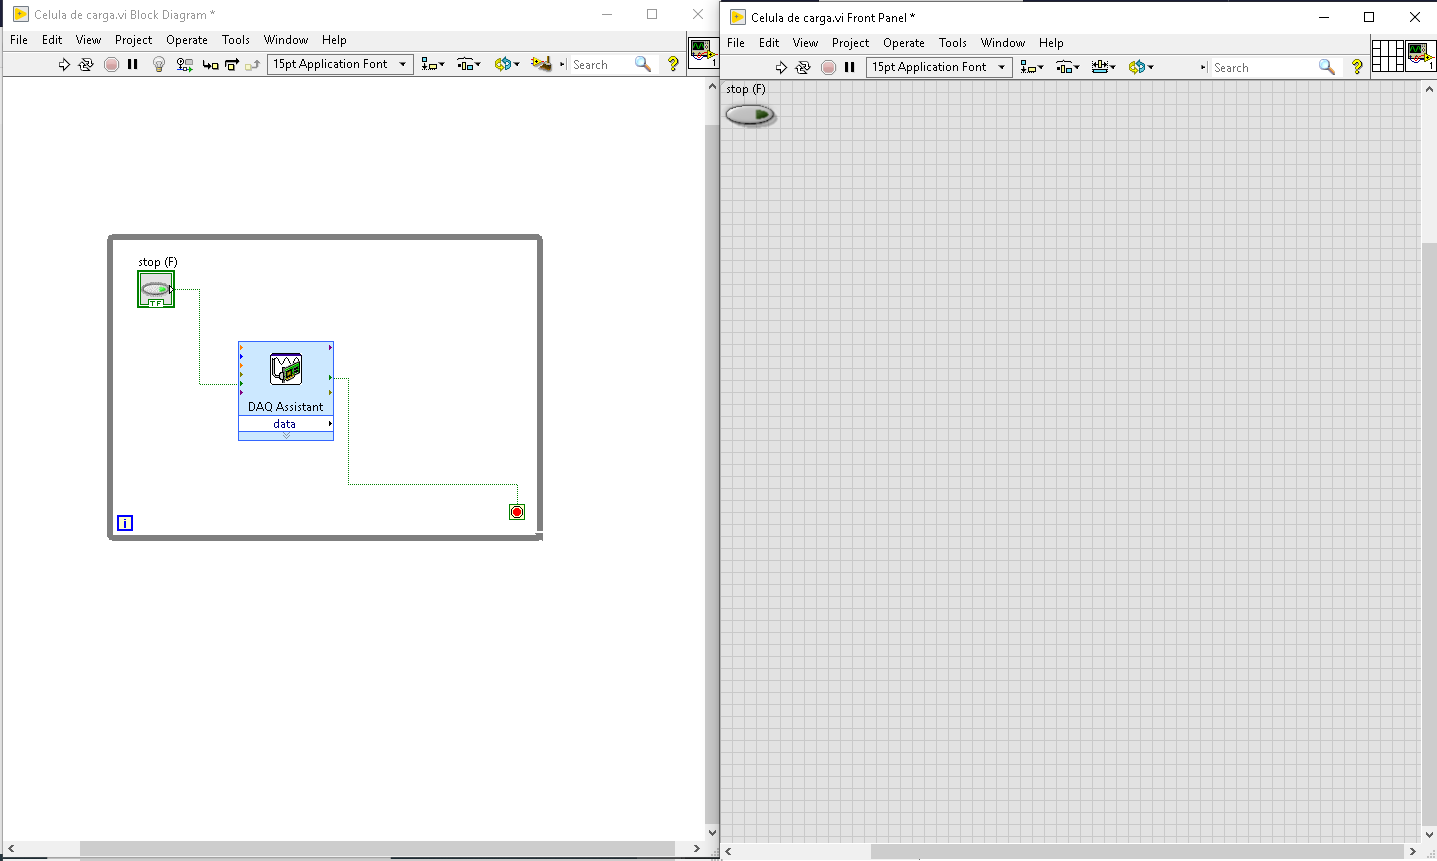 Celula de carga.vi Block Diagram *
File Edit View Project Operate Tools Window Help
15pt Application Font
Search
1
stop (F)
TF
DAQ Assistant
data
i
Celula de carga.vi Front Panel *
File Edit View Project Operate Tools Window Help
15pt Application Font
Search
1
stop (F)